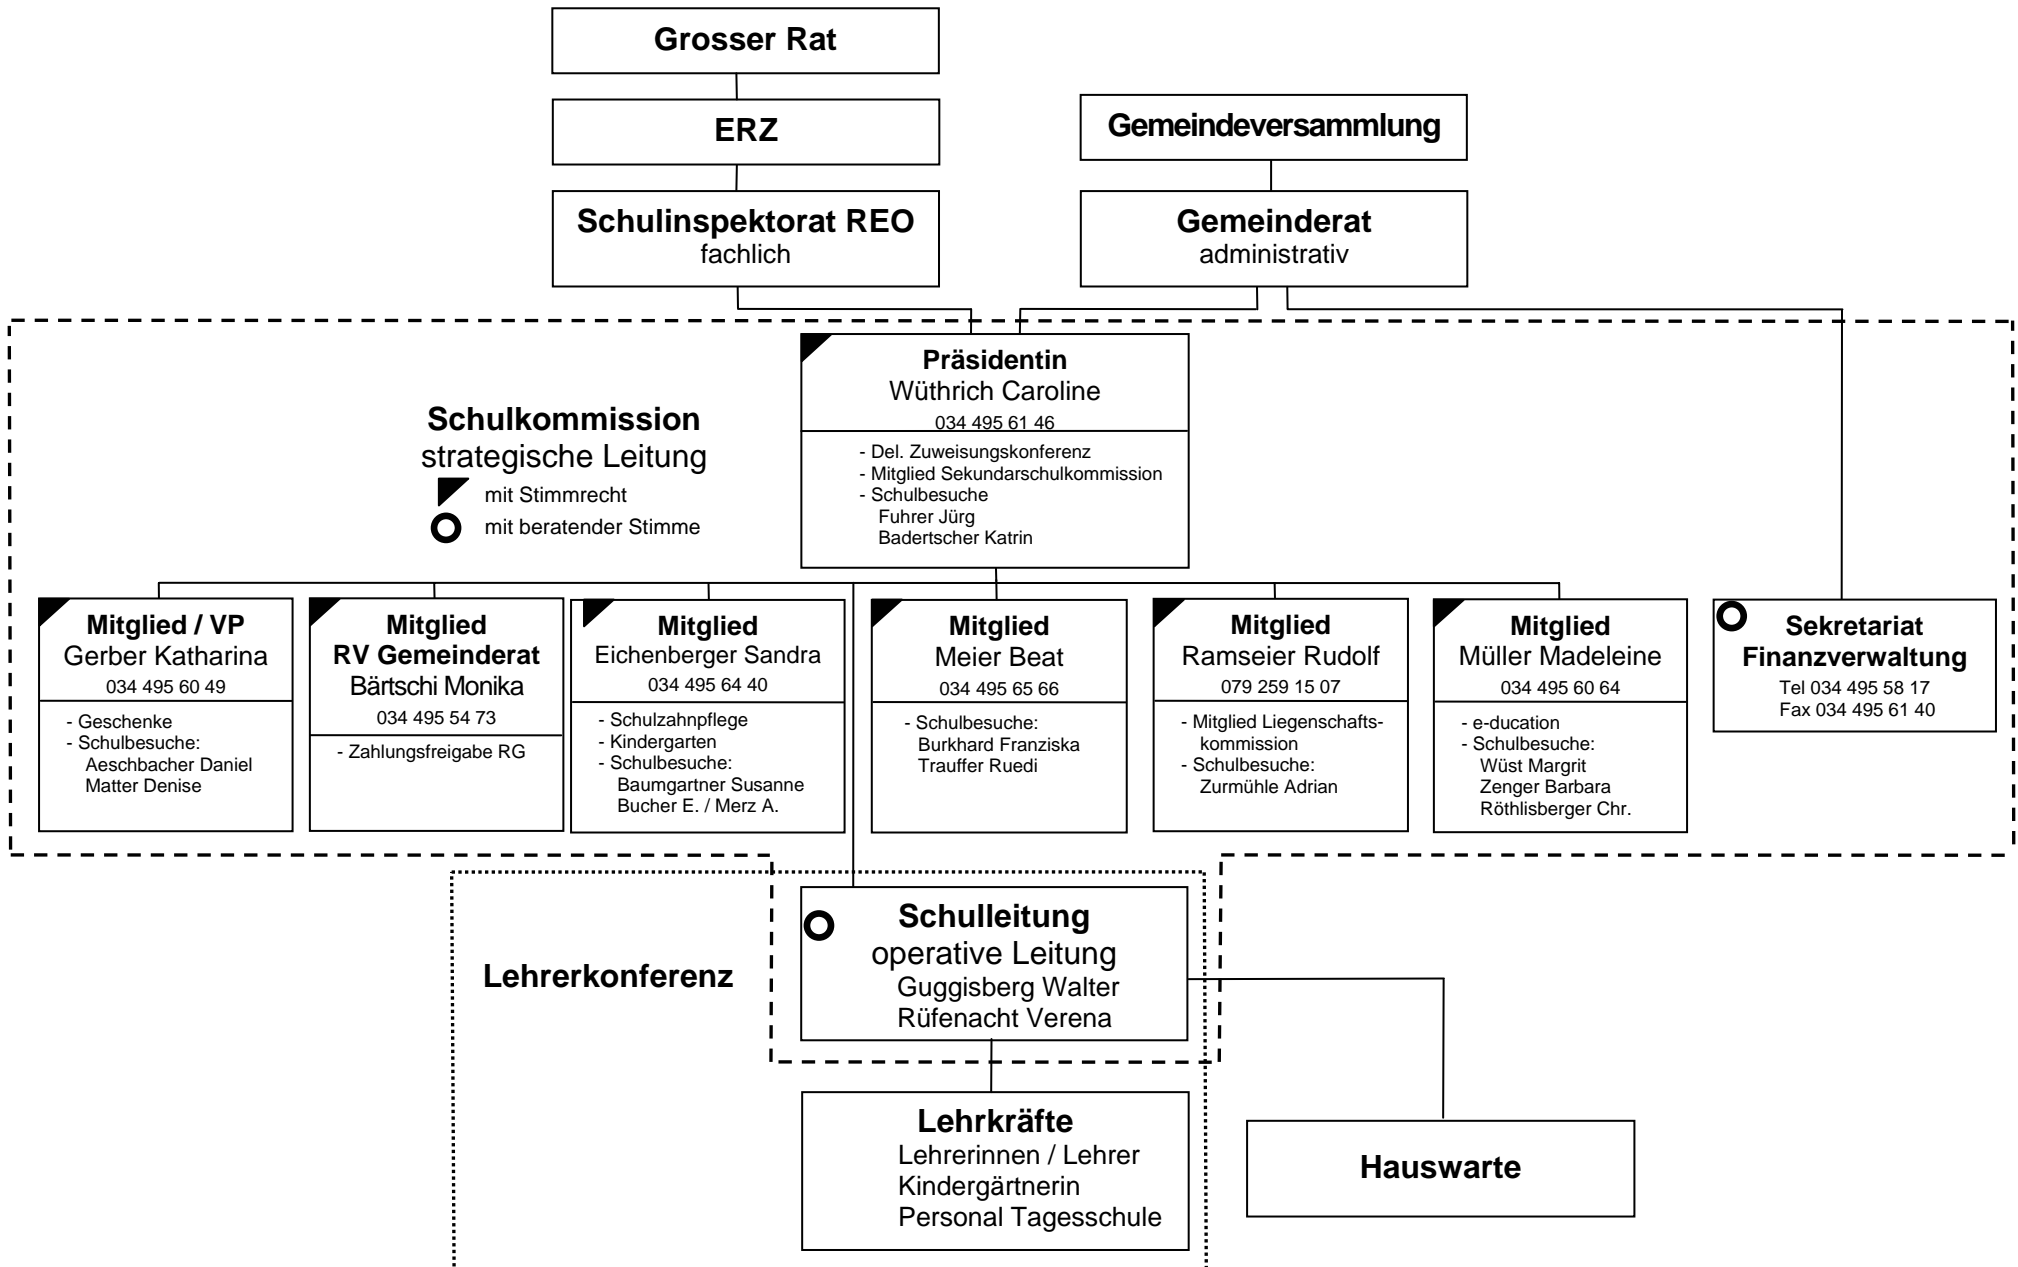 Grosser Rat
ERZ
Schulinspektorat REO
fachlich
Gemeindeversammlung
Gemeinderat
administrativ
Schulkommission
strategische Leitung
mit Stimmrecht
mit beratender Stimme
Präsidentin
Wüthrich Caroline
034 495 61 46
- Del. Zuweisungskonferenz
- Mitglied Sekundarschulkommission
- Schulbesuche
Fuhrer Jürg
Badertscher Katrin
Mitglied / VP
Gerber Katharina
034 495 60 49
- Geschenke
- Schulbesuche:
Aeschbacher Daniel
Matter Denise
Mitglied
RV Gemeinderat
Bärtschi Monika
034 495 54 73
- Zahlungsfreigabe RG
Mitglied
Eichenberger Sandra
034 495 64 40
- Schulzahnpflege
- Kindergarten
- Schulbesuche:
Baumgartner Susanne
Bucher E. / Merz A.
Mitglied
Meier Beat
034 495 65 66
- Schulbesuche:
Burkhard Franziska
Trauffer Ruedi
Mitglied
Ramseier Rudolf
079 259 15 07
- Mitglied Liegenschafts-
kommission
- Schulbesuche:
Zurmühle Adrian
Mitglied
Müller Madeleine
034 495 60 64
- e-ducation
- Schulbesuche:
Wüst Margrit
Zenger Barbara
Röthlisberger Chr.
Sekretariat
Finanzverwaltung
Tel 034 495 58 17
Fax 034 495 61 40
Lehrerkonferenz
Schulleitung
operative Leitung
Guggisberg Walter
Rüfenacht Verena
Lehrkräfte
Lehrerinnen / Lehrer
Kindergärtnerin
Personal Tagesschule
Hauswarte